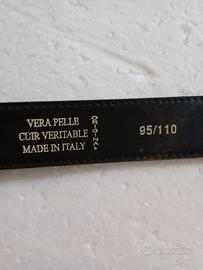 VERA PELLE
CUIR VERITABLE
MADE IN ITALY
ORIGINAL
95/110